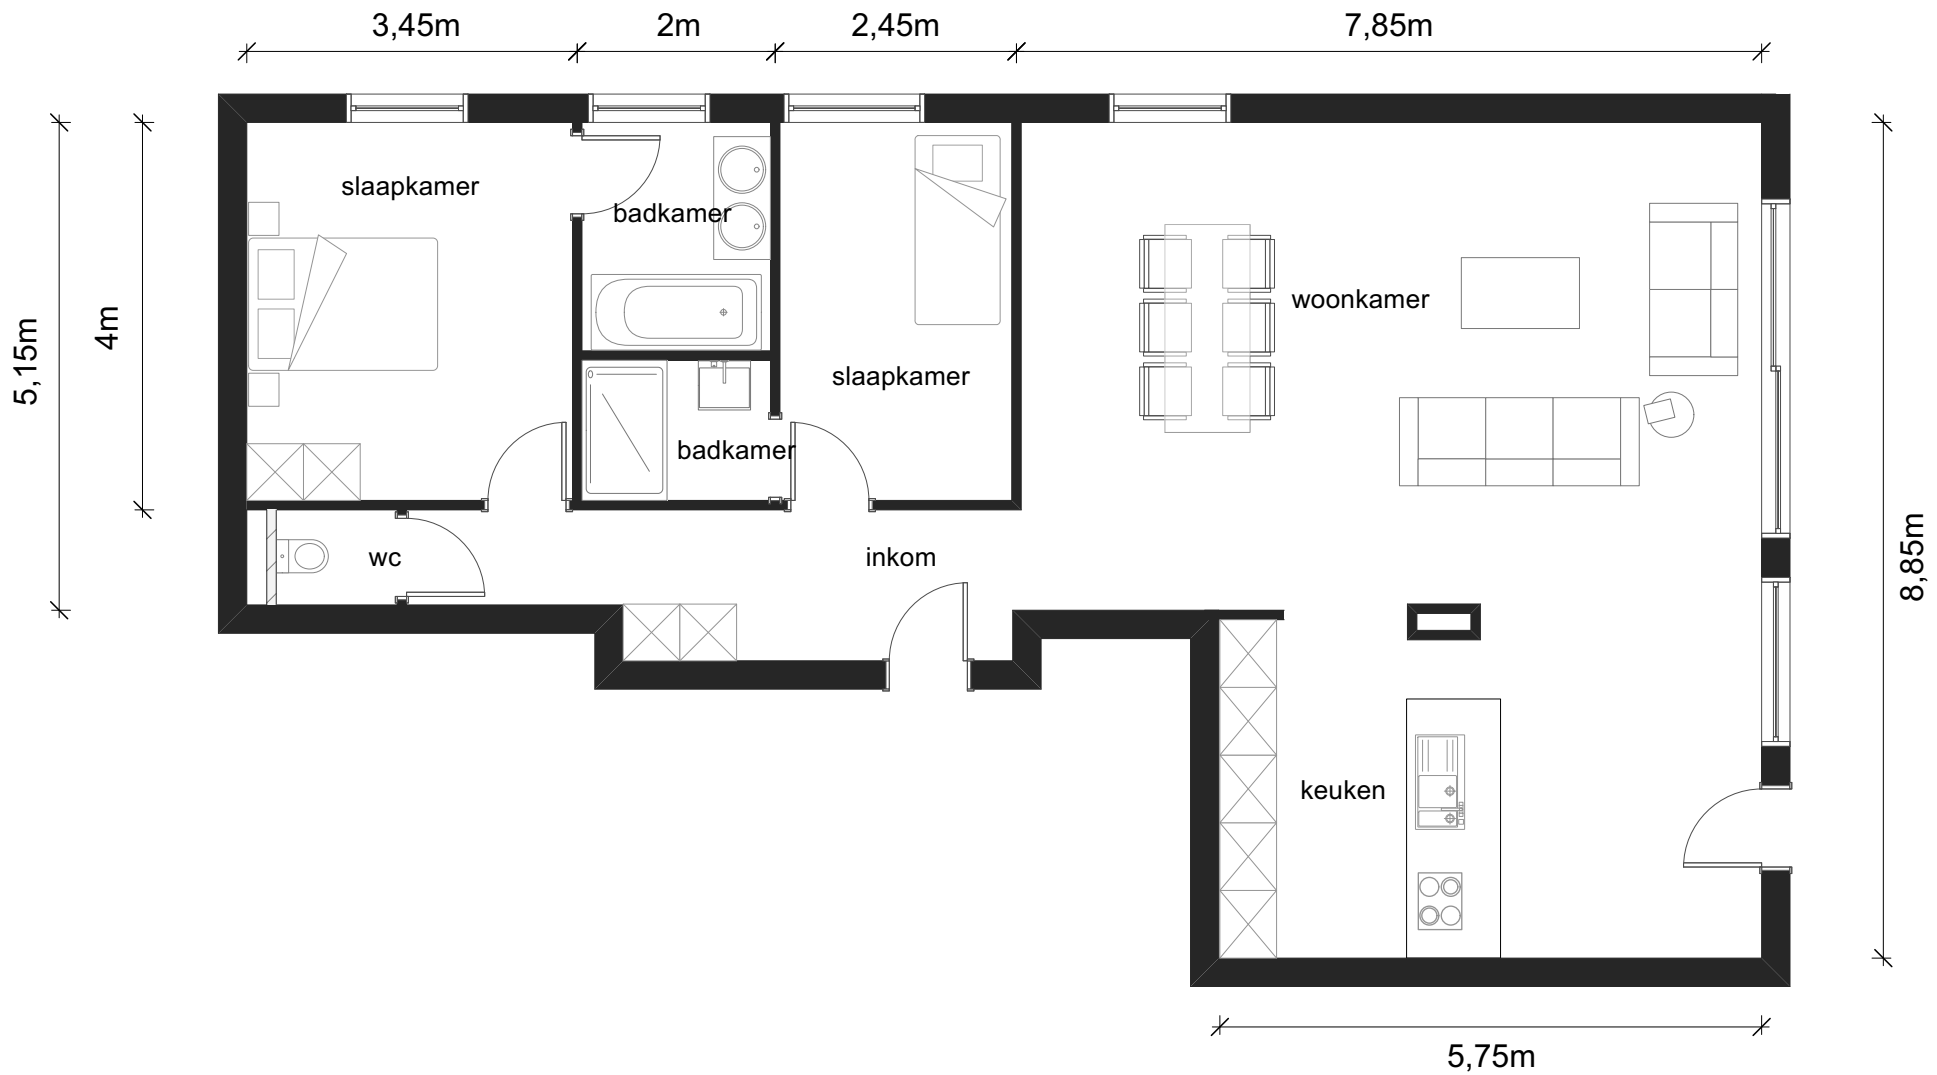 3,45m
2m
2,45m
7,85m
slaapkamer
badkamer
woonkamer
4m
5,15m
slaapkamer
badkamer
wc
inkom
8,85m
keuken
5,75m